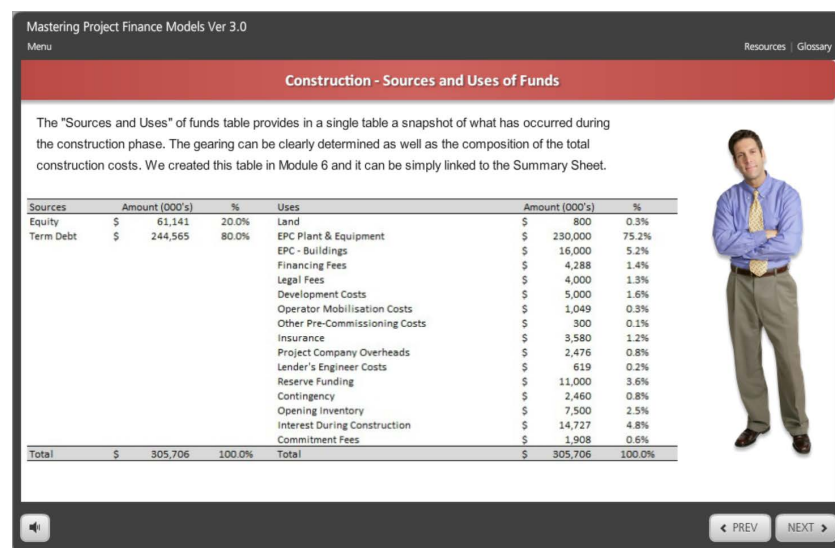 Mastering Project Finance Models Ver 3.0
Menu
Resources | Glossary
Construction - Sources and Uses of Funds
The "Sources and Uses" of funds table provides in a single table a snapshot of what has occurred during
the construction phase. The gearing can be clearly determined as well as the composition of the total
construction costs. We created this table in Module 6 and it can be simply linked to the Summary Sheet.
Sources Amount (000's) % Uses Amount (000's) %
Equity $ 61,141 20.0% Land $ 800 0.3%
Term Debt $ 244,565 80.0% EPC Plant & Equipment $ 230,000 75.2%
EPC - Buildings $ 16,000 5.2%
Financing Fees $ 4,288 1.4%
Legal Fees $ 4,000 1.3%
Development Costs $ 5,000 1.6%
Operator Mobilisation Costs $ 1,049 0.3%
Other Pre-Commissioning Costs $ 300 0.1%
Insurance $ 3,580 1.2%
Project Company Overheads $ 2,476 0.8%
Lender's Engineer Costs $ 619 0.2%
Reserve Funding $ 11,000 3.6%
Contingency $ 2,460 0.8%
Opening Inventory $ 7,500 2.5%
Interest During Construction $ 14,727 4.8%
Commitment Fees $ 1,908 0.6%
Total $ 305,706 100.0% Total $ 305,706 100.0%
PREV NEXT